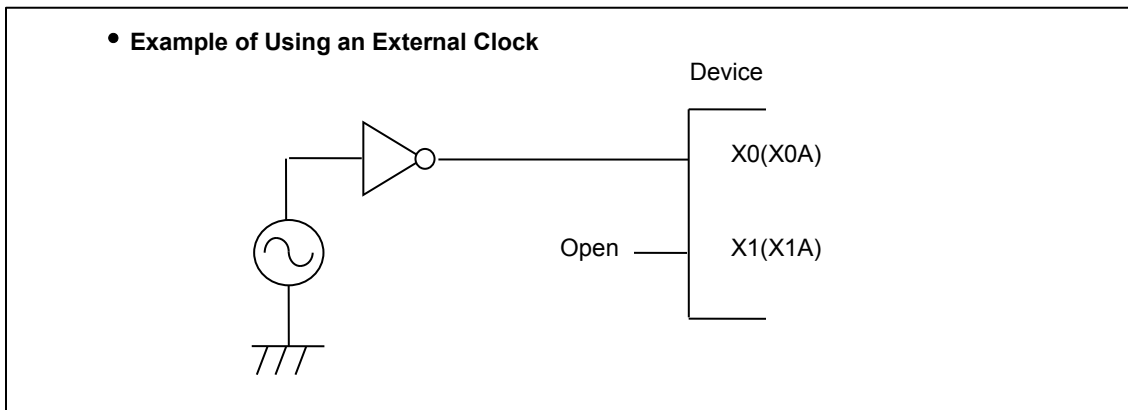 • Example of Using an External Clock
Device
X0(X0A)
Open
X1(X1A)